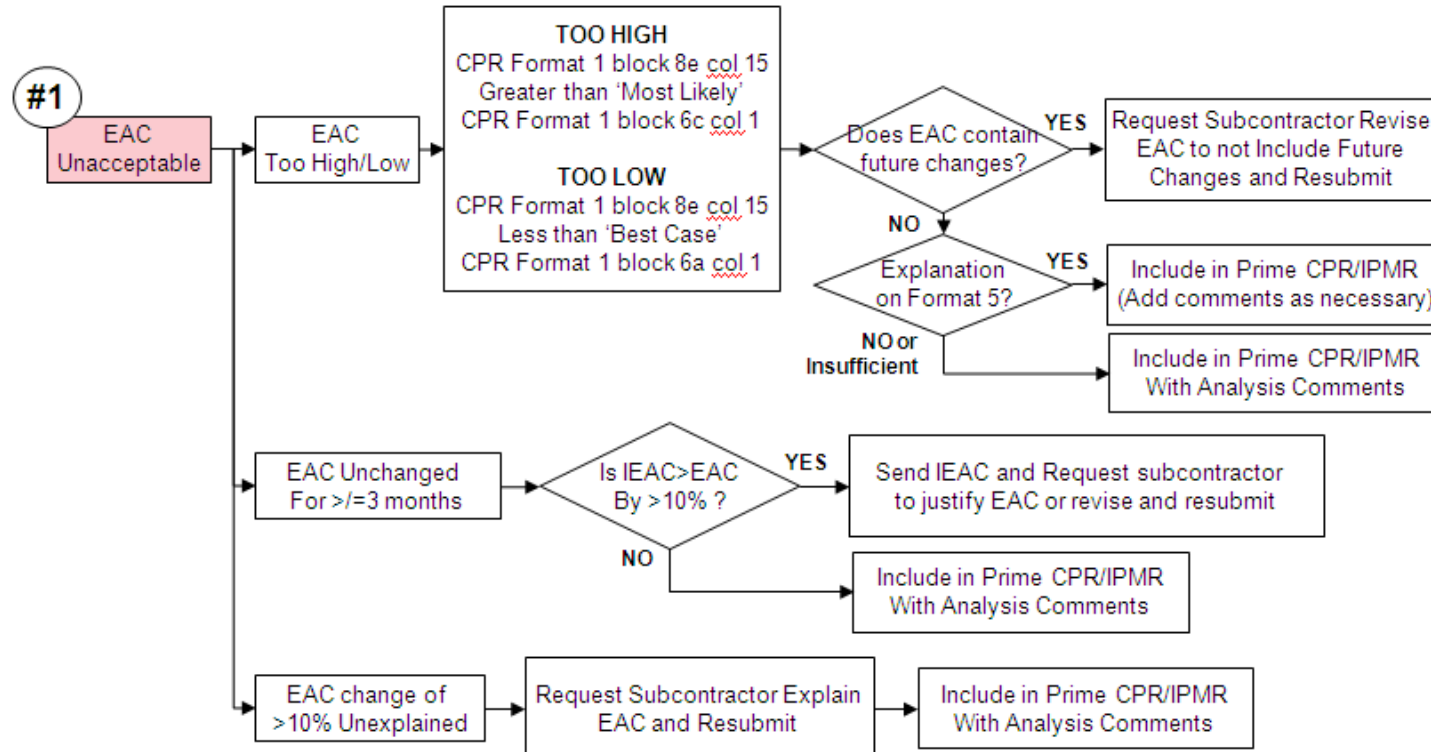 #1
EAC
Unacceptable
EAC
Too High/Low
TOO HIGH
CPR Format 1 block 8e col 15
Greater than ‘Most Likely’
CPR Format 1 block 6c col 1
TOO LOW
CPR Format 1 block 8e col 15
Less than ‘Best Case’
CPR Format 1 block 6a col 1
Does EAC contain
future changes?
YES
Request Subcontractor Revise
EAC to not Include Future
Changes and Resubmit
NO
Explanation
on Format 5?
YES
Include in Prime CPR/IPMR
(Add comments as necessary)
NO or
Insufficient
Include in Prime CPR/IPMR
With Analysis Comments
EAC Unchanged
For >/=3 months
Is IEAC>EAC
By >10% ?
YES
Send IEAC and Request subcontractor
to justify EAC or revise and resubmit
NO
Include in Prime CPR/IPMR
With Analysis Comments
EAC change of
>10% Unexplained
Request Subcontractor Explain
EAC and Resubmit
Include in Prime CPR/IPMR
With Analysis Comments